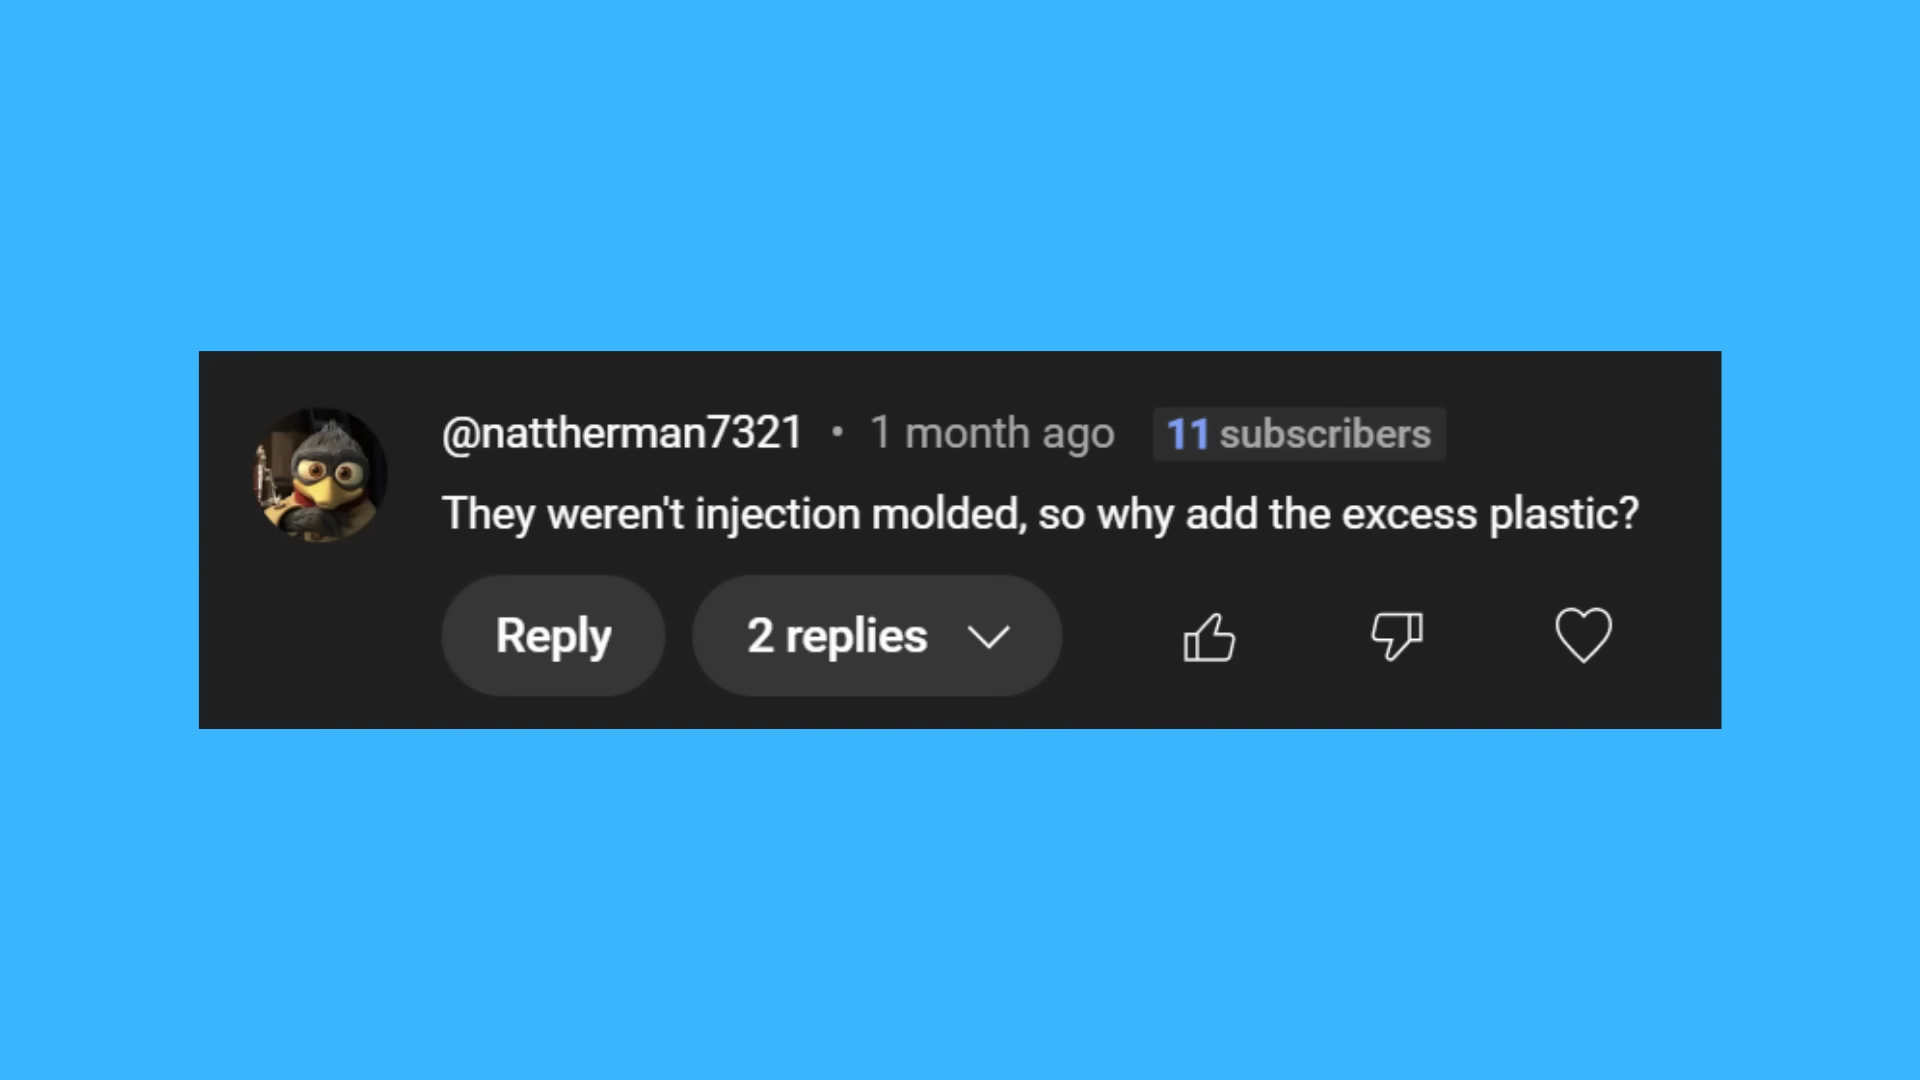 @nattherman7321 • 1 month ago 11 subscribers
They weren't injection molded, so why add the excess plastic?
Reply 2 replies